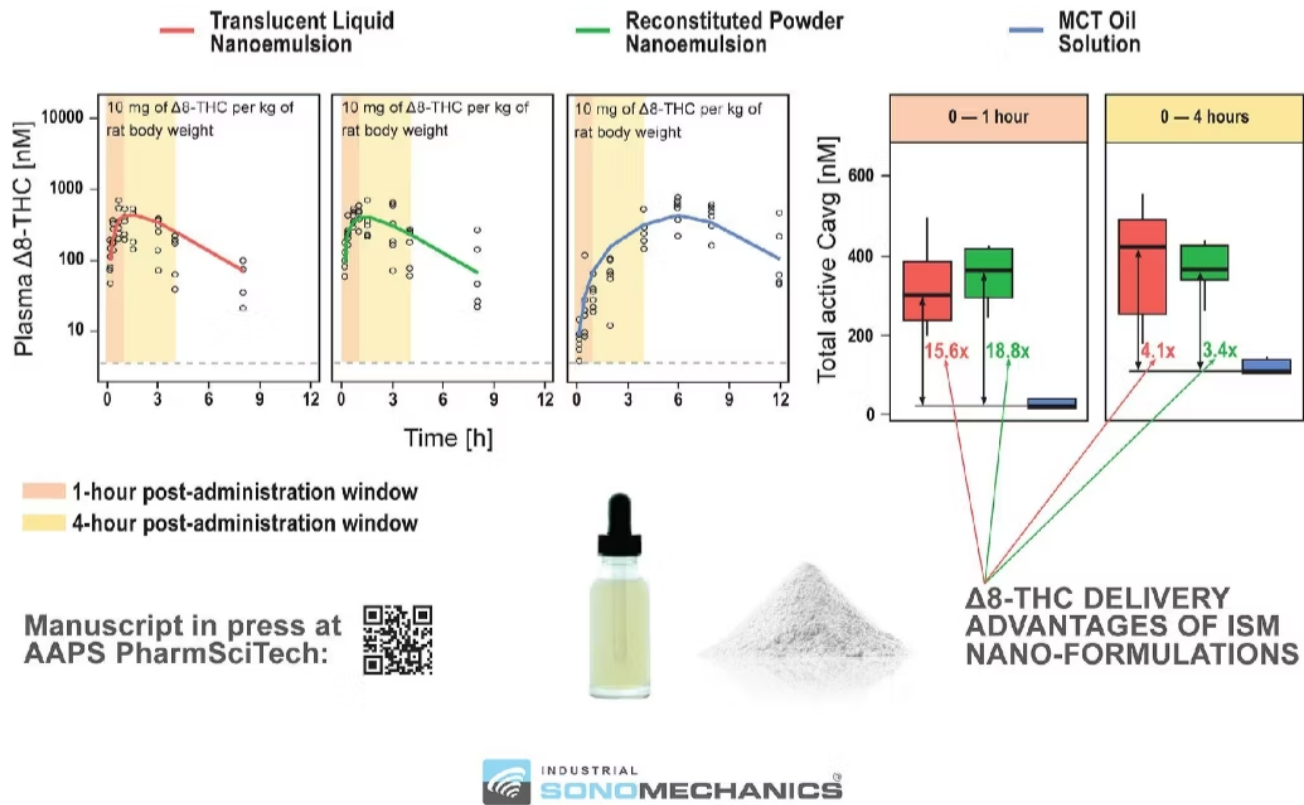 Translucent Liquid
Nanoemulsion
Reconstituted Powder
Nanoemulsion
MCT Oil
Solution
Plasma Δ8-THC [nM]
10000
1000
100
10
10 mg of Δ8-THC per kg of
rat body weight
0 3 6 9 12
10 mg of Δ8-THC per kg of
rat body weight
0 3 6 9 12
10 mg of Δ8-THC per kg of
rat body weight
0 3 6 9 12
Time [h]
Total active Cavg [nM]
600
400
200
0
0 — 1 hour
15.6x
18.8x
0 — 4 hours
4.1x
3.4x
1-hour post-administration window
4-hour post-administration window
Manuscript in press at
AAPS PharmSciTech:
Δ8-THC DELIVERY
ADVANTAGES OF ISM
NANO-FORMULATIONS
INDUSTRIAL
SONOMECHANICS®